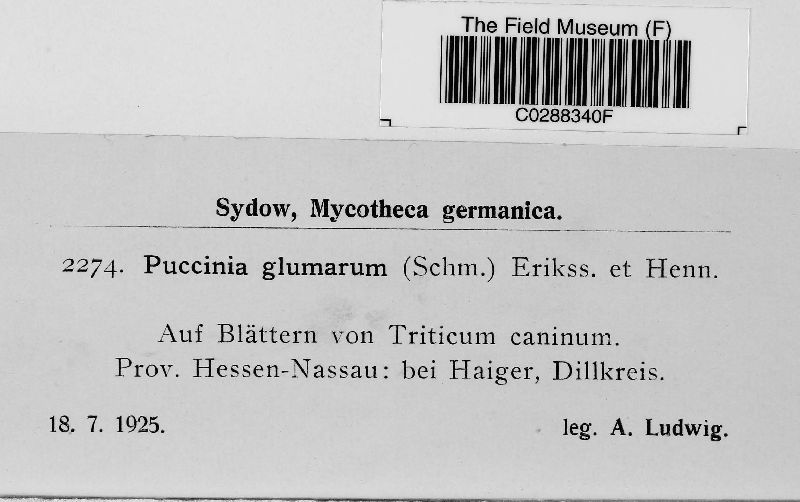 The Field Museum (F)
C0288340F
Sydow, Mycotheca germanica.
2274. Puccinia glumarum (Schm.) Erikss. et Henn.
Auf Blättern von Triticum caninum.
Prov. Hessen-Nassau: bei Haiger, Dillkreis.
18. 7. 1925. leg. A. Ludwig.